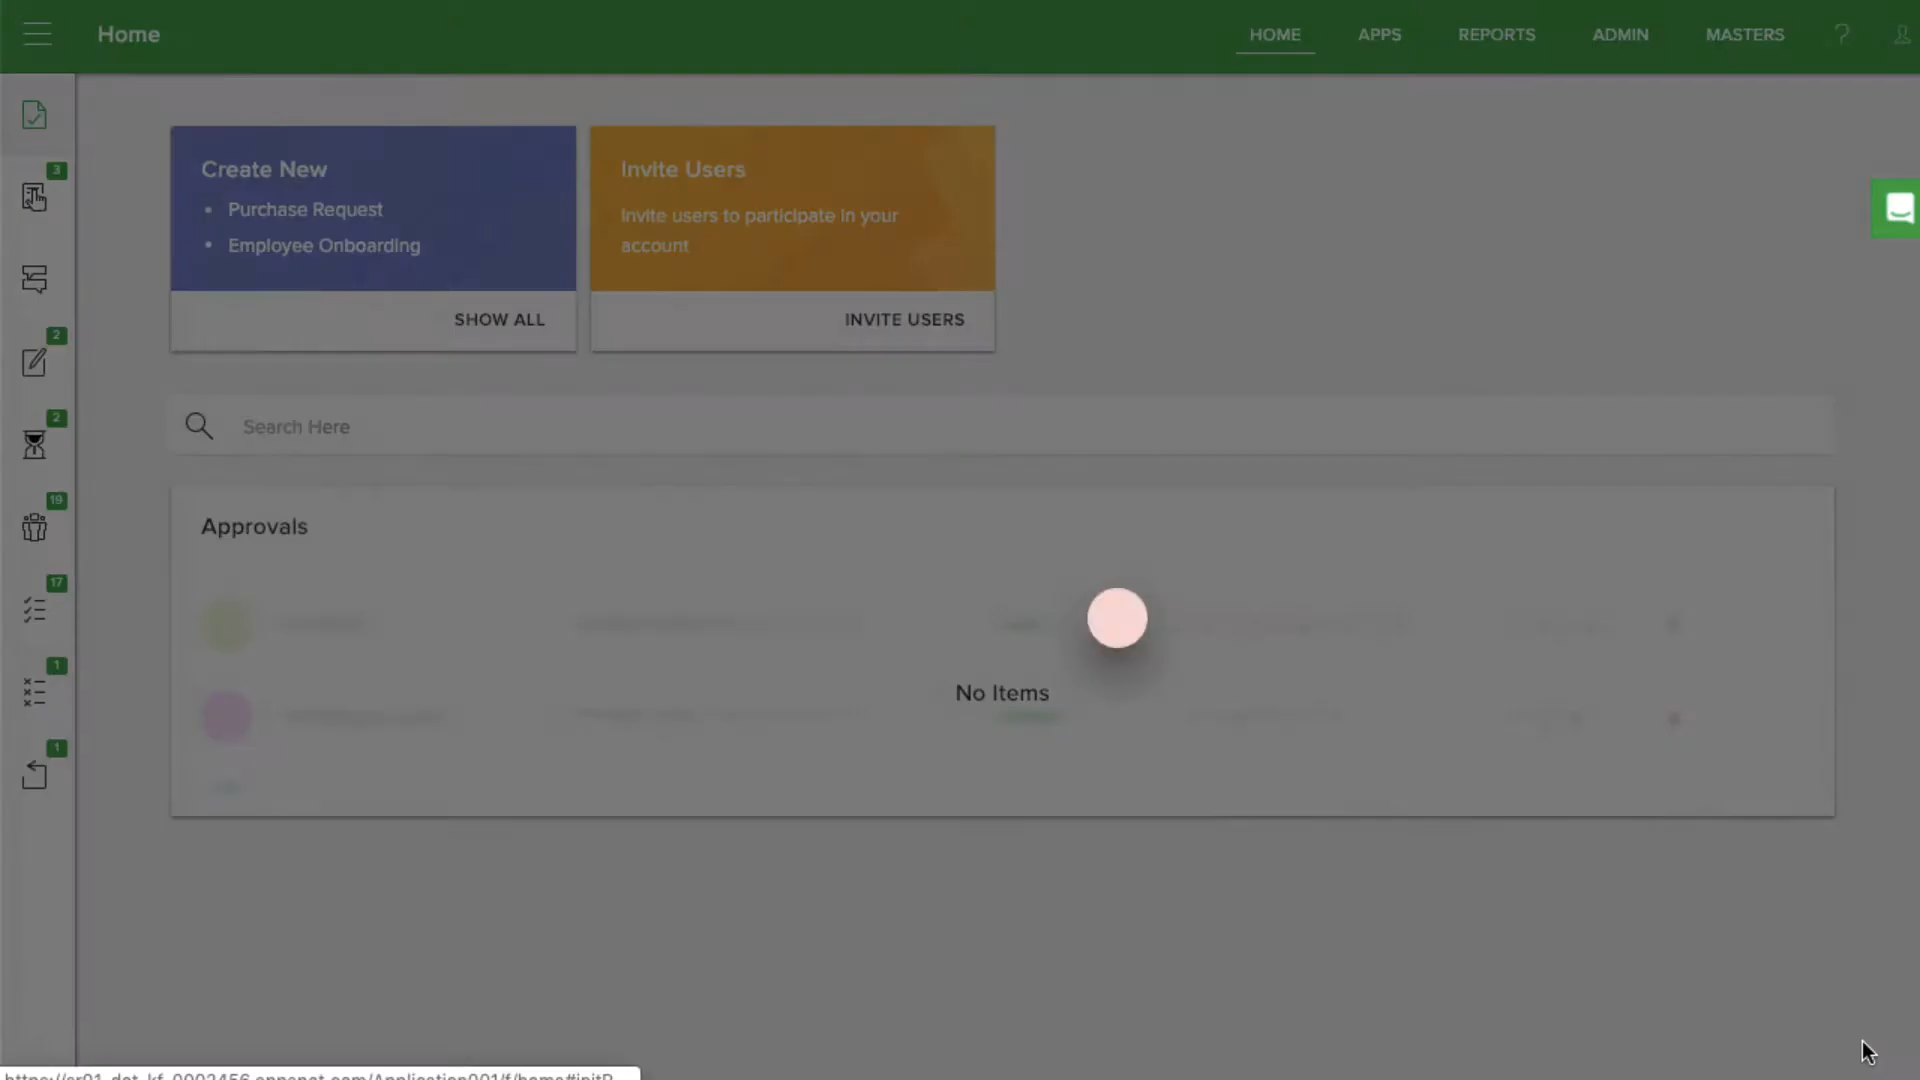 Home
HOME
APPS
REPORTS
ADMIN
MASTERS
?
3
2
2
19
17
1
1
Create New
• Purchase Request
• Employee Onboarding
SHOW ALL
Invite Users
Invite users to participate in your
account
INVITE USERS
Search Here
Approvals
No Items